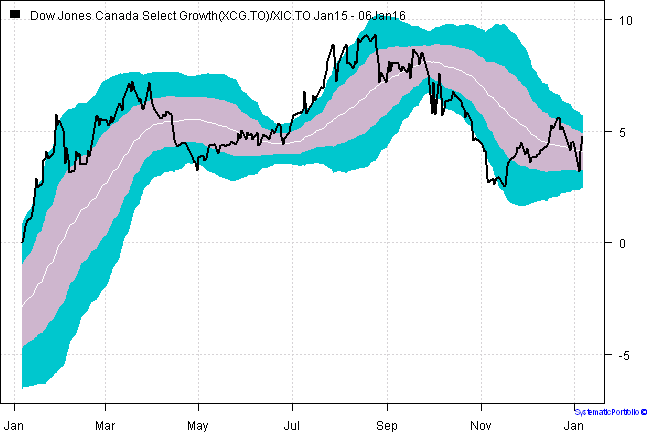 Dow Jones Canada Select Growth(XCG.TO)/XIC.TO Jan15 - 06Jan16
10
5
0
-5
Jan Mar May Jul Sep Nov Jan
SystematicPortfolio ©